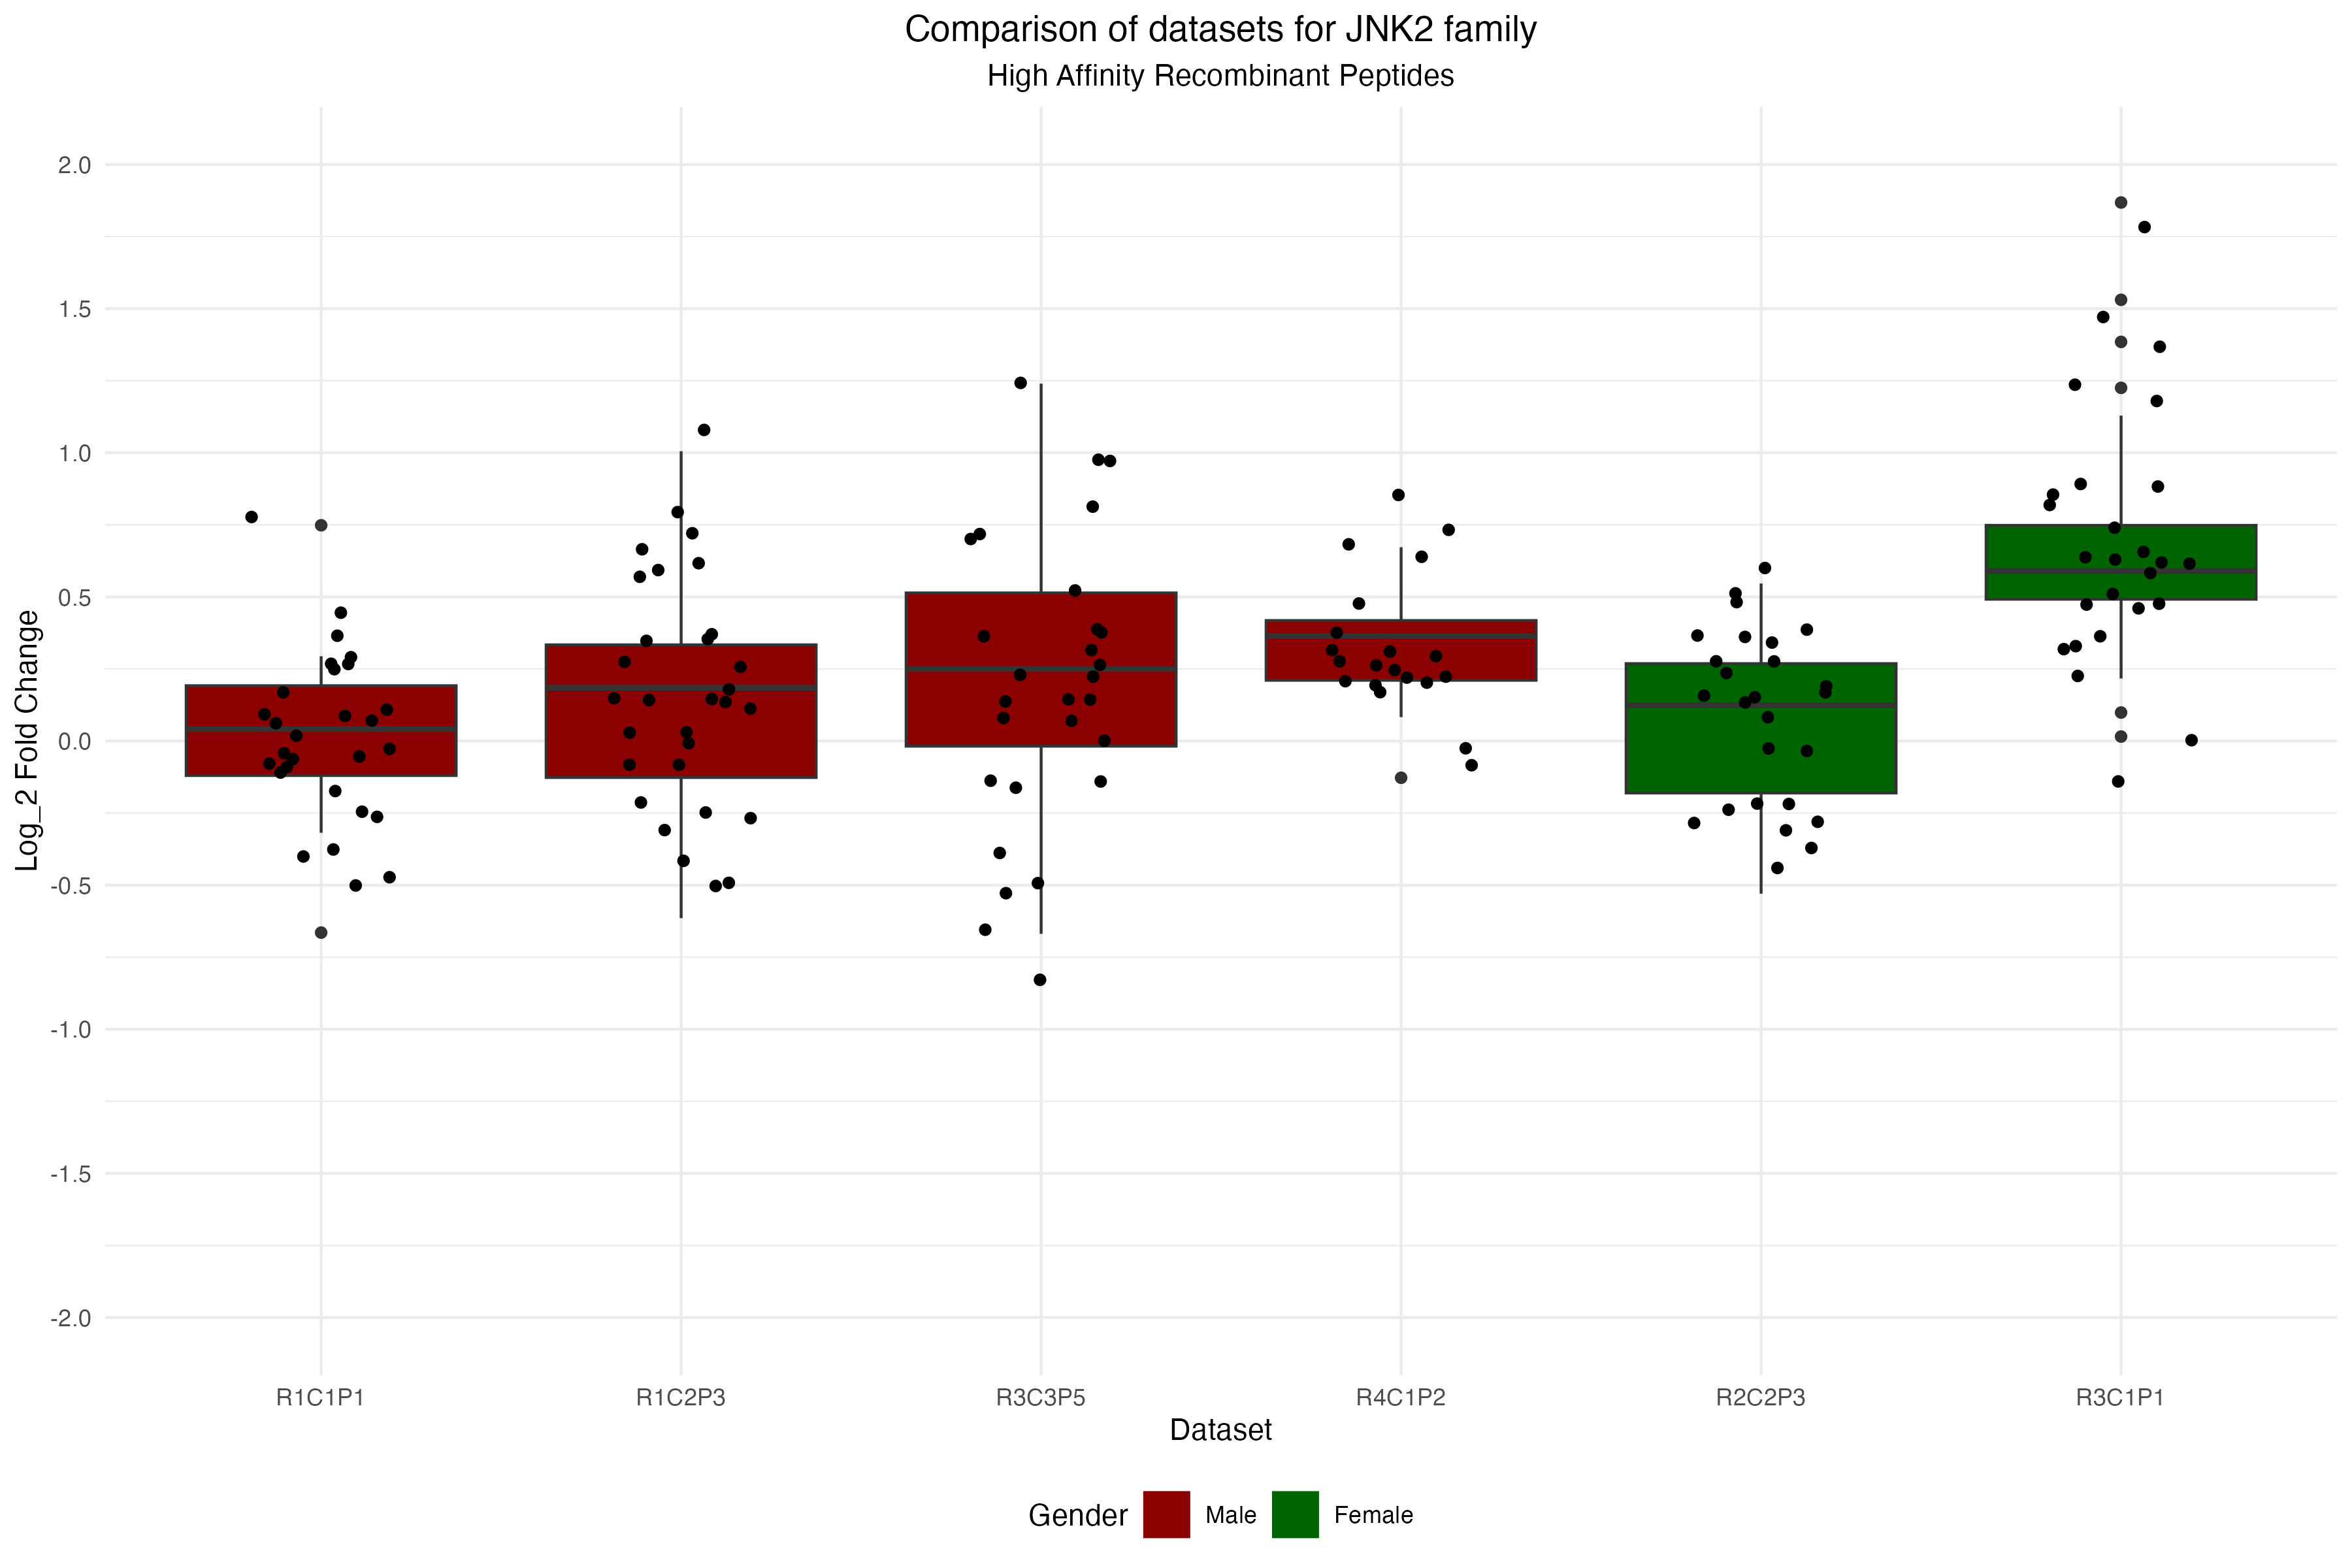 Comparison of datasets for JNK2 family
High Affinity Recombinant Peptides
Log_2 Fold Change
2.0
1.5
1.0
0.5
0.0
-0.5
-1.0
-1.5
-2.0
R1C1P1 R1C2P3 R3C3P5 R4C1P2 R2C2P3 R3C1P1
Dataset
Gender Male Female